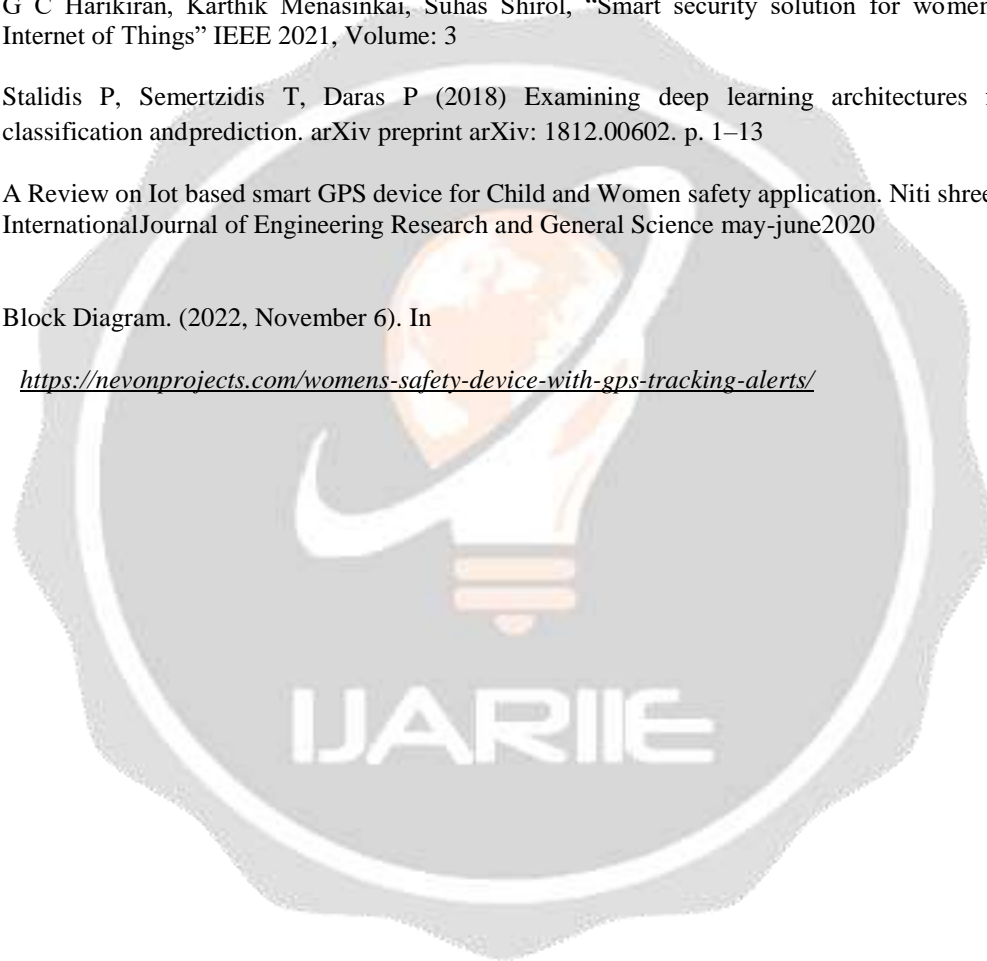 G C Harikiran, Karthik Menasinkai, Suhas Shirol, “Smart security solution for women
Internet of Things” IEEE 2021, Volume: 3
Stalidis P, Semertzidis T, Daras P (2018) Examining deep learning architectures
classification andprediction. arXiv preprint arXiv: 1812.00602. p. 1–13
A Review on Iot based smart GPS device for Child and Women safety application. Niti shree
InternationalJournal of Engineering Research and General Science may-june2020
Block Diagram. (2022, November 6). In
https://nevonprojects.com/womens-safety-device-with-gps-tracking-alerts/
IJARIIE